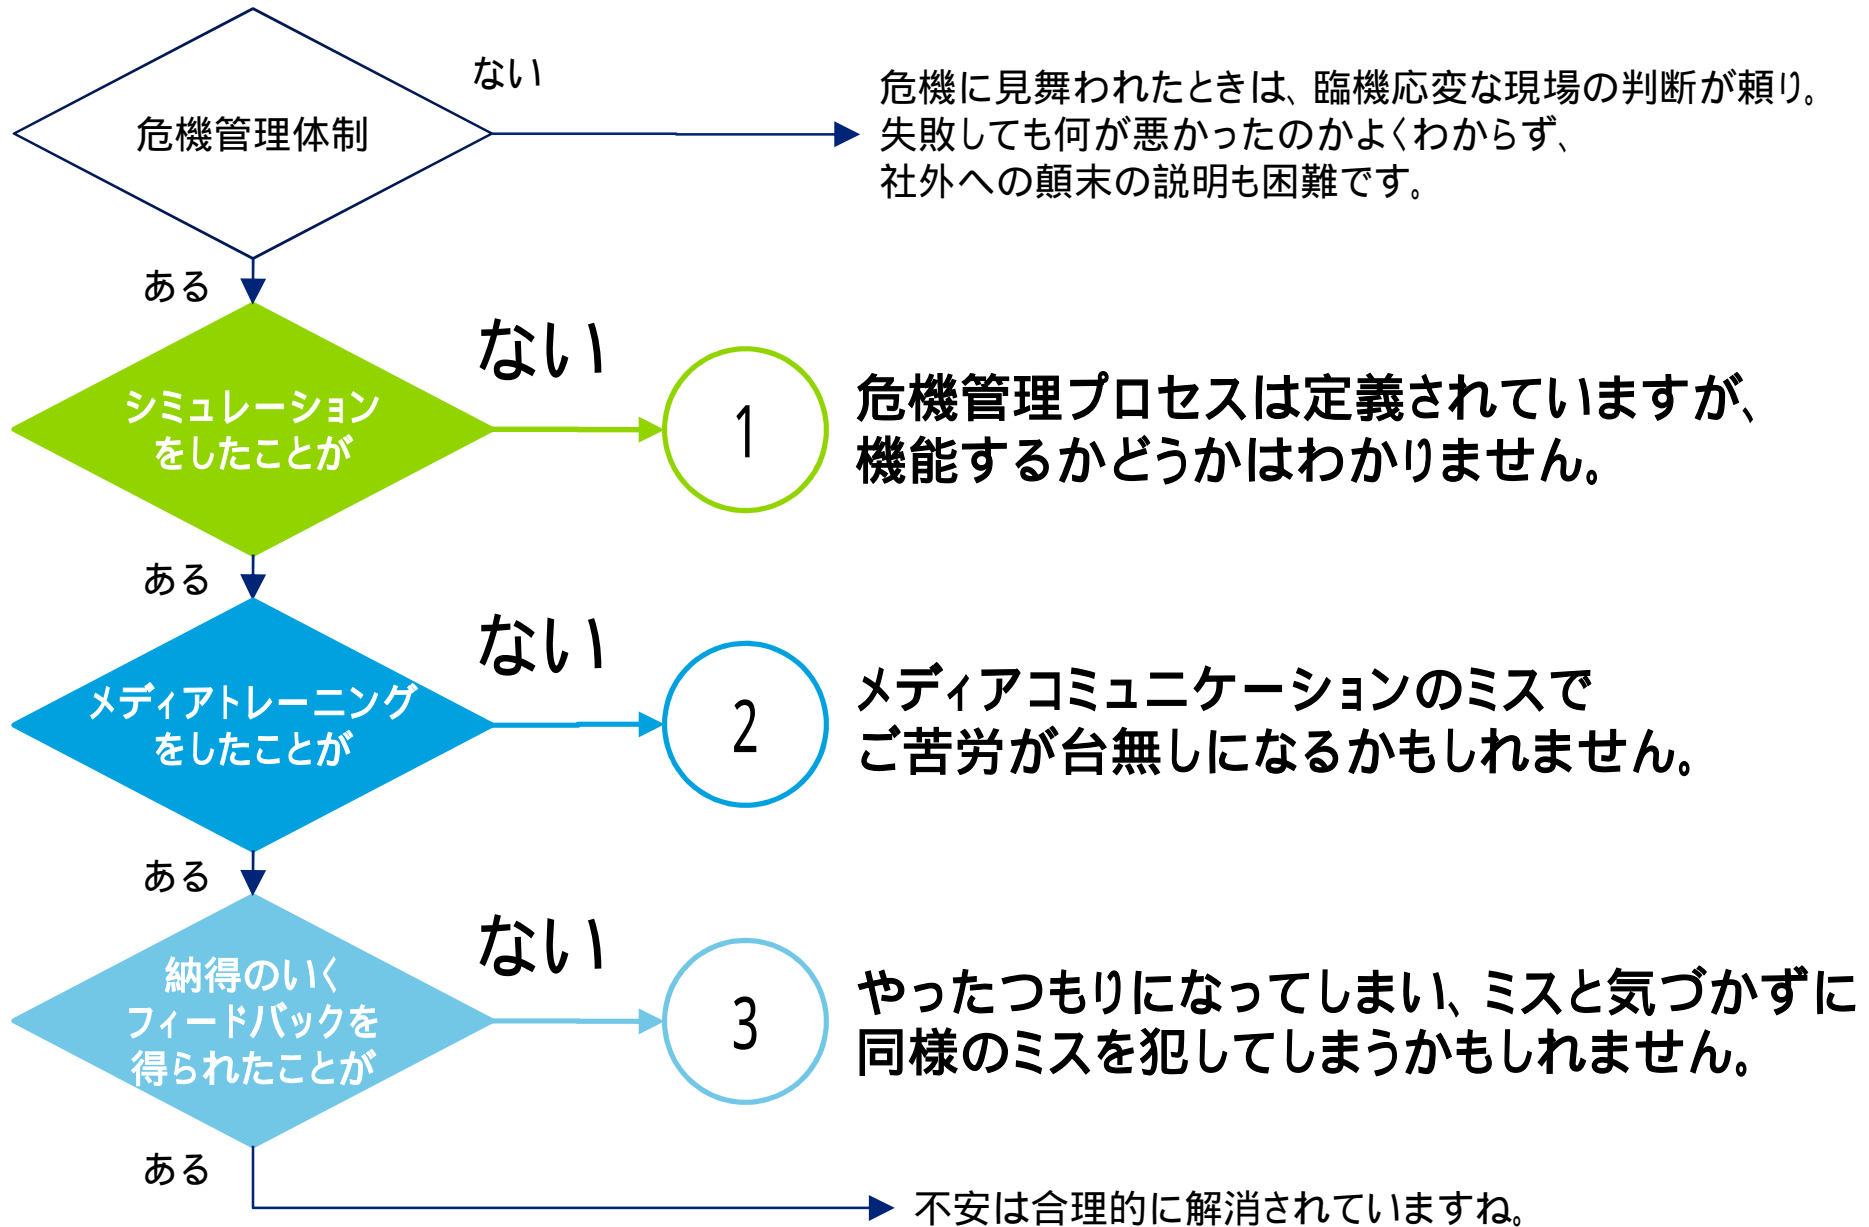 危機管理体制
ない
危機に見舞われたときは、臨機応変な現場の判断が頼り。
失敗しても何が悪かったのかよくわからず、
社外への顛末の説明も困難です。
ある
シミュレーション
をしたことが
ない
1
危機管理プロセスは定義されていますが、
機能するかどうかはわかりません。
ある
メディアトレーニング
をしたことが
ない
2
メディアコミュニケーションのミスで
ご苦労が台無しになるかもしれません。
ある
納得のいく
フィードバックを
得られたことが
ない
3
やったつもりになってしまい、ミスと気づかずに
同様のミスを犯してしまうかもしれません。
ある
不安は合理的に解消されていますね。